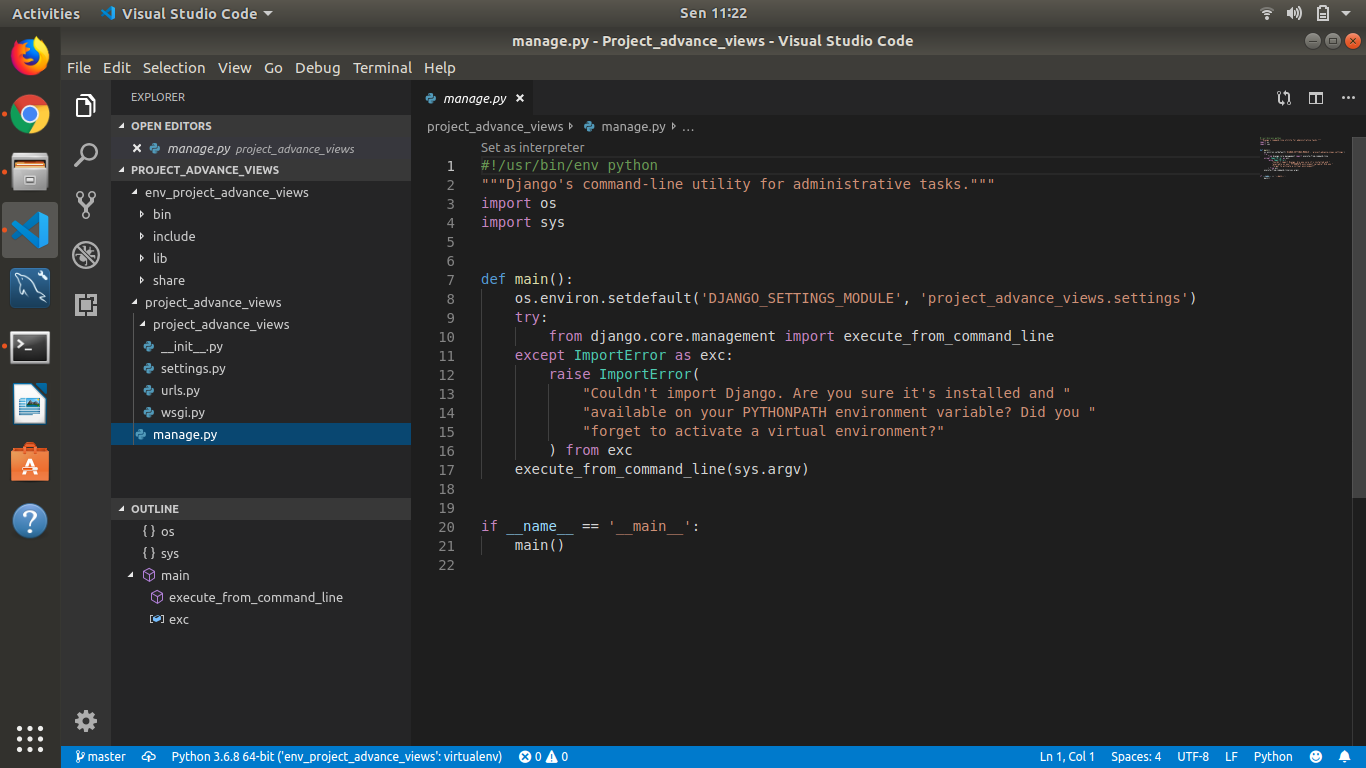 Activities Visual Studio Code Sen 11:22
manage.py - Project_advance_views - Visual Studio Code
File Edit Selection View Go Debug Terminal Help
EXPLORER
OPEN EDITORS
manage.py project_advance_views
PROJECT_ADVANCE_VIEWS
env_project_advance_views
bin
include
lib
share
project_advance_views
project_advance_views
__init__.py
settings.py
urls.py
wsgi.py
manage.py
OUTLINE
{ } os
{ } sys
main
execute_from_command_line
exc
manage.py
project_advance_views manage.py ...
Set as interpreter
1 #!/usr/bin/env python
2 """Django's command-line utility for administrative tasks."""
3 import os
4 import sys
5
6
7 def main():
8     os.environ.setdefault('DJANGO_SETTINGS_MODULE', 'project_advance_views.settings')
9     try:
10         from django.core.management import execute_from_command_line
11     except ImportError as exc:
12         raise ImportError(
13             "Couldn't import Django. Are you sure it's installed and "
14             "available on your PYTHONPATH environment variable? Did you "
15             "forget to activate a virtual environment?"
16         ) from exc
17     execute_from_command_line(sys.argv)
18
19
20 if __name__ == '__main__':
21     main()
22
master Python 3.6.8 64-bit ('env_project_advance_views': virtualenv) 0 0 Ln 1, Col 1 Spaces: 4 UTF-8 LF Python